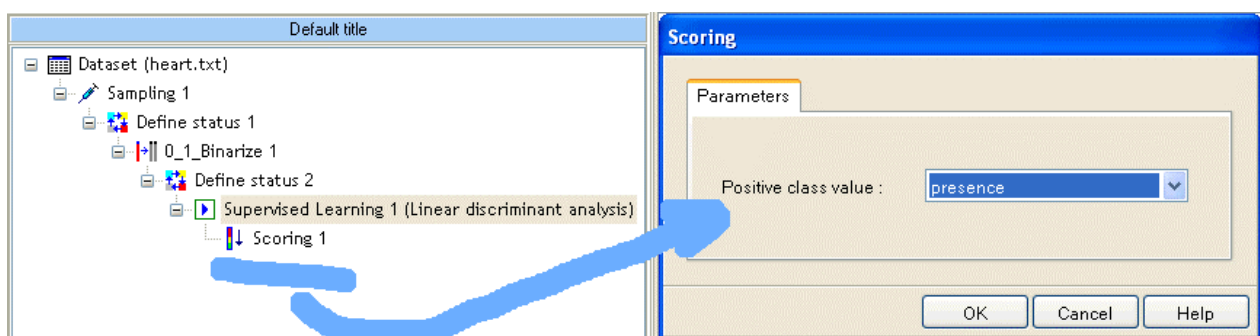 Default title
Dataset (heart.txt)
Sampling 1
Define status 1
0_1_Binarize 1
Define status 2
Supervised Learning 1 (Linear discriminant analysis)
Scoring 1
Scoring
Parameters
Positive class value :
presence
OK
Cancel
Help